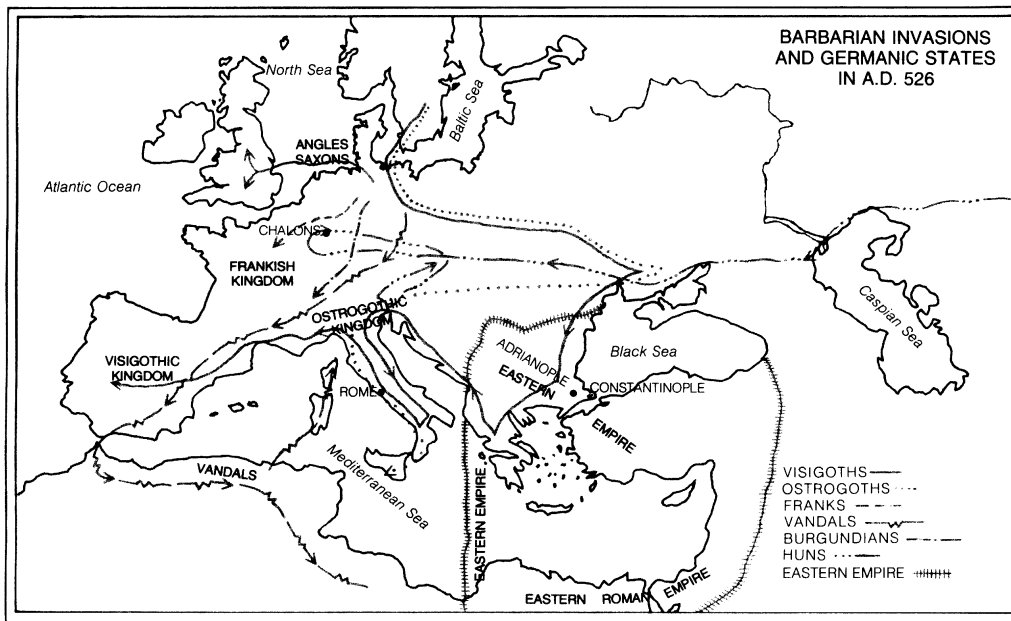 BARBARIAN INVASIONS
AND GERMANIC STATES
IN A.D. 526
North Sea
Baltic Sea
ANGLES
SAXONS
Atlantic Ocean
CHALONS
FRANKISH
KINGDOM
Caspian Sea
OSTROGOTHIC
KINGDOM
VISIGOTHIC
KINGDOM
ADRIANOPLE
Black Sea
EASTERN
CONSTANTINOPLE
ROME
EMPIRE
VANDALS
Mediterranean Sea
EASTERN EMPIRE
EASTERN ROMAN EMPIRE
VISIGOTHS
OSTROGOTHS
FRANKS
VANDALS
BURGUNDIANS
HUNS
EASTERN EMPIRE